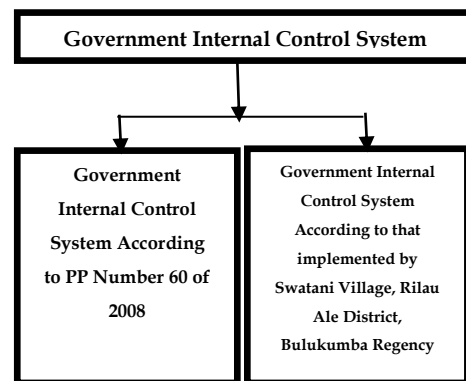 Government Internal Control System
Government
Internal Control
System According
to PP Number 60 of
2008
Government Internal
Control System
According to that
implemented by
Swatani Village, Rilau
Ale District,
Bulukumba Regency